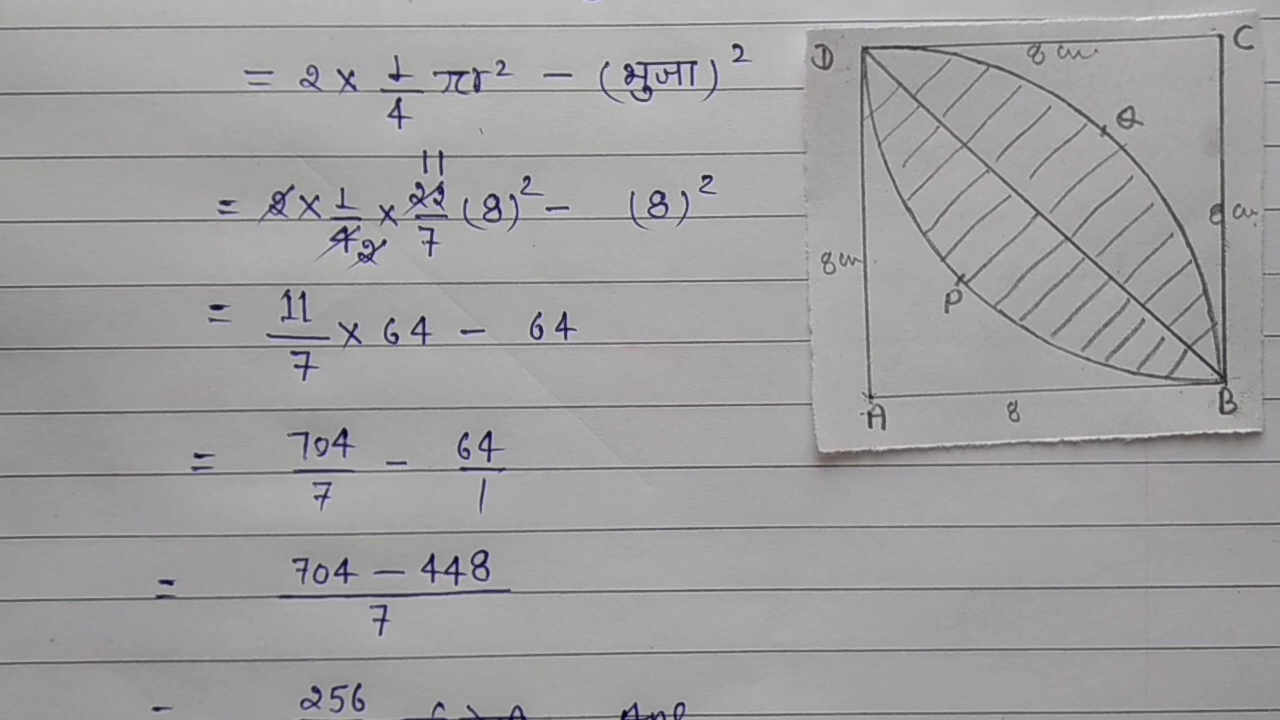 = 2 × 1/4 πr² − (भुजा)²
= 2 × 1/4 2 × 22/7 11 (8)² − (8)²
= 11/7 × 64 − 64
= 704/7 − 64/1
= 704 − 448 / 7
= 256
D
8 cm
C
Q
8 cm
8 cm
P
A
8
B